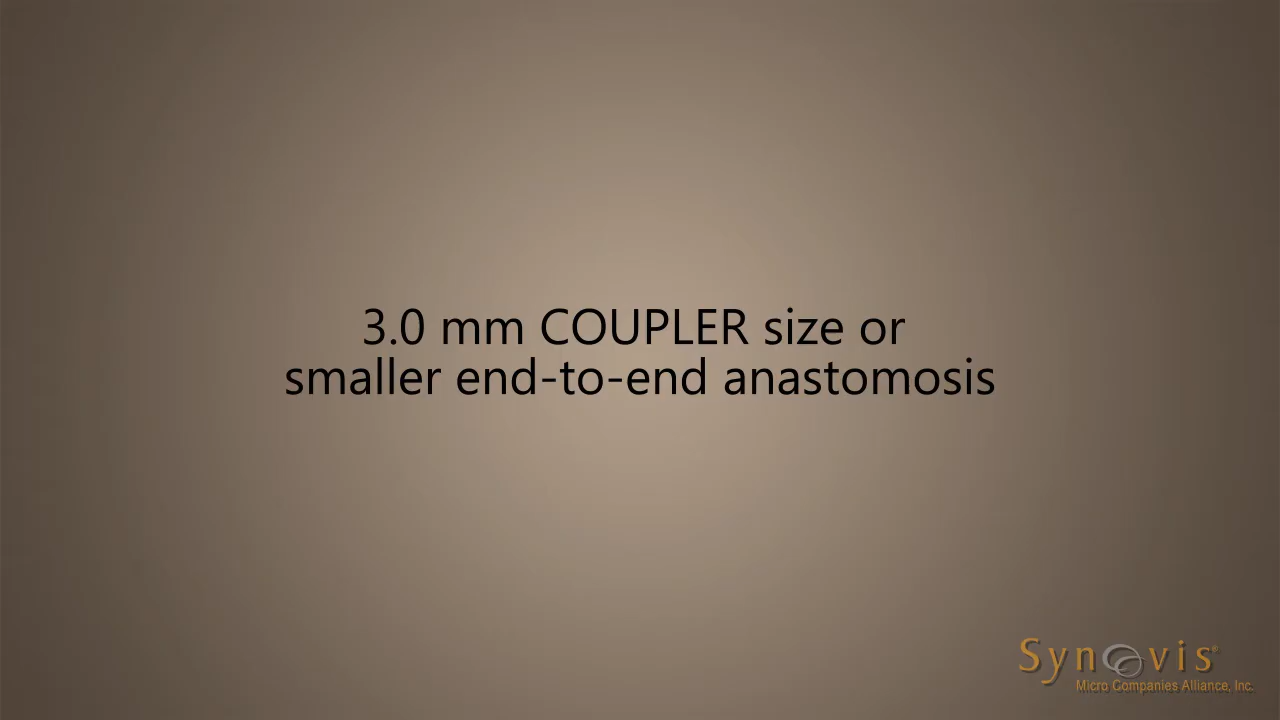 3.0 mm COUPLER size or
smaller end-to-end anastomosis
Synovis®
Micro Companies Alliance, Inc.